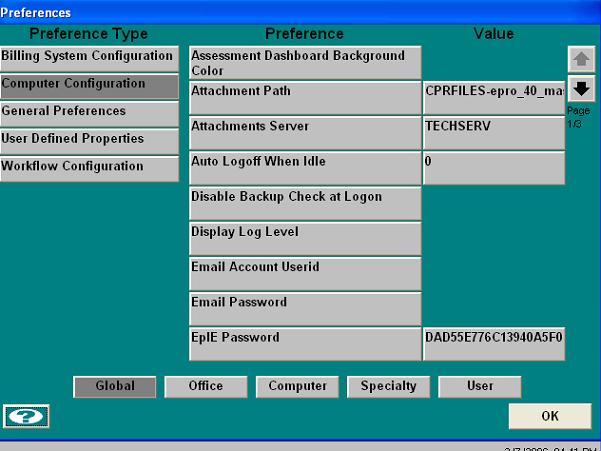 Preferences
Preference Type
Preference
Value
Billing System Configuration
Computer Configuration
General Preferences
User Defined Properties
Workflow Configuration
Assessment Dashboard Background
Color
Attachment Path
CPRFILES-epro_40_ma
Attachments Server
TECHSERV
Auto Logoff When Idle
0
Disable Backup Check at Logon
Display Log Level
Email Account Userid
Email Password
EpIE Password
DAD55E776C13940A5F0
Page
1/3
Global
Office
Computer
Specialty
User
?
OK